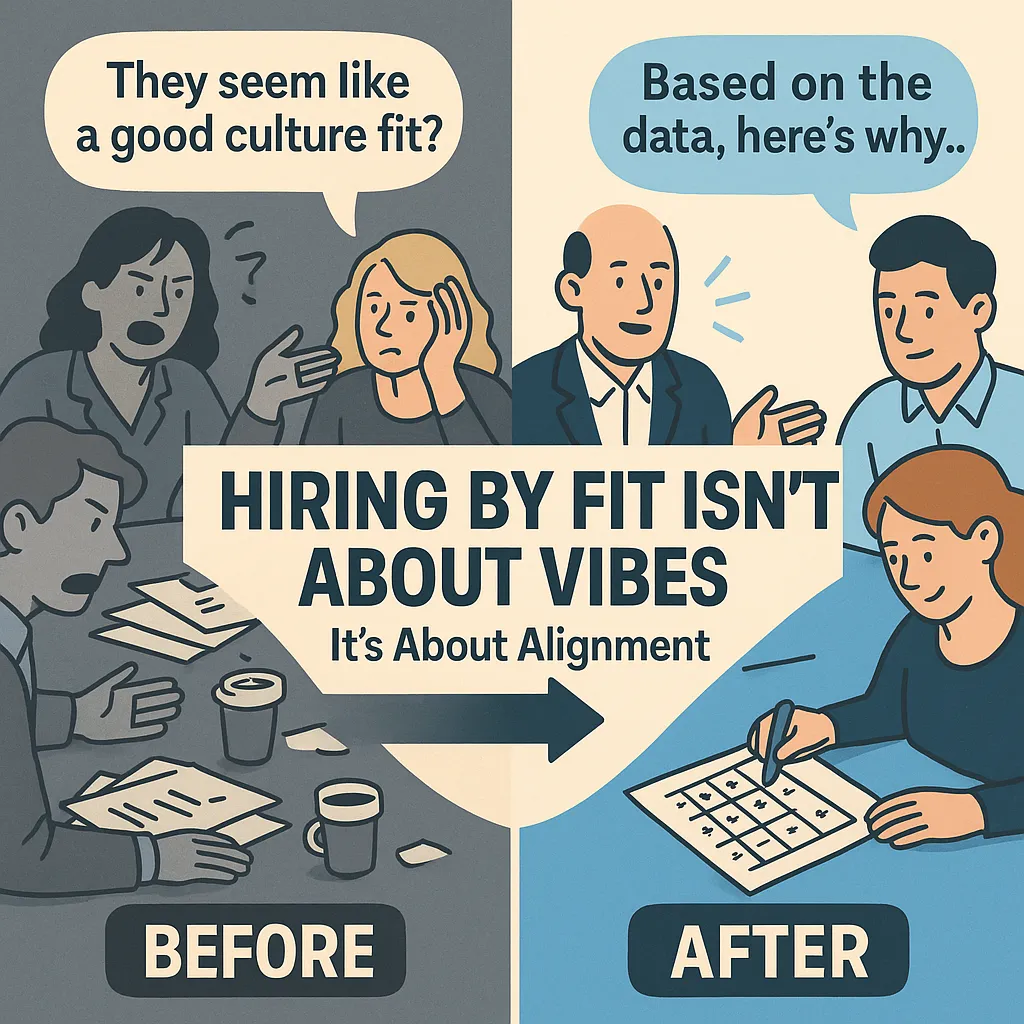 They seem like
a good culture fit?
Based on the
data, here's why..
HIRING BY FIT ISN'T
ABOUT VIBES
It's About Alignment
BEFORE
AFTER